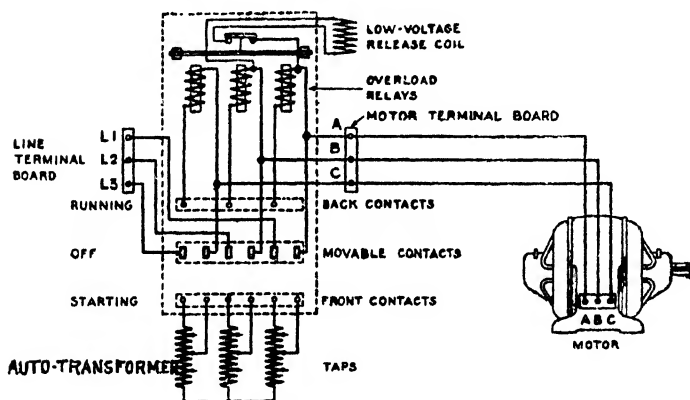 LOW-VOLTAGE
RELEASE COIL
OVERLOAD
RELAYS
A
MOTOR TERMINAL BOARD
B
C
LINE
TERMINAL
BOARD
L1
L2
L3
RUNNING
BACK CONTACTS
OFF
MOVABLE CONTACTS
STARTING
FRONT CONTACTS
A B C
MOTOR
AUTO-TRANSFORMER
TAPS